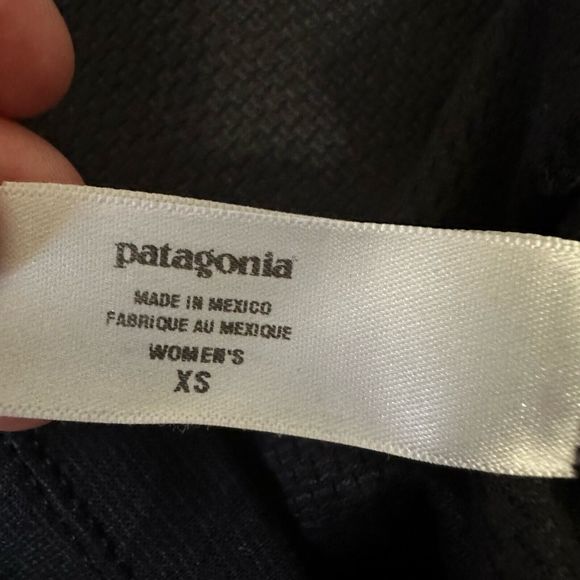 patagonia
MADE IN MEXICO
FABRIQUE AU MEXIQUE
WOMEN'S
XS